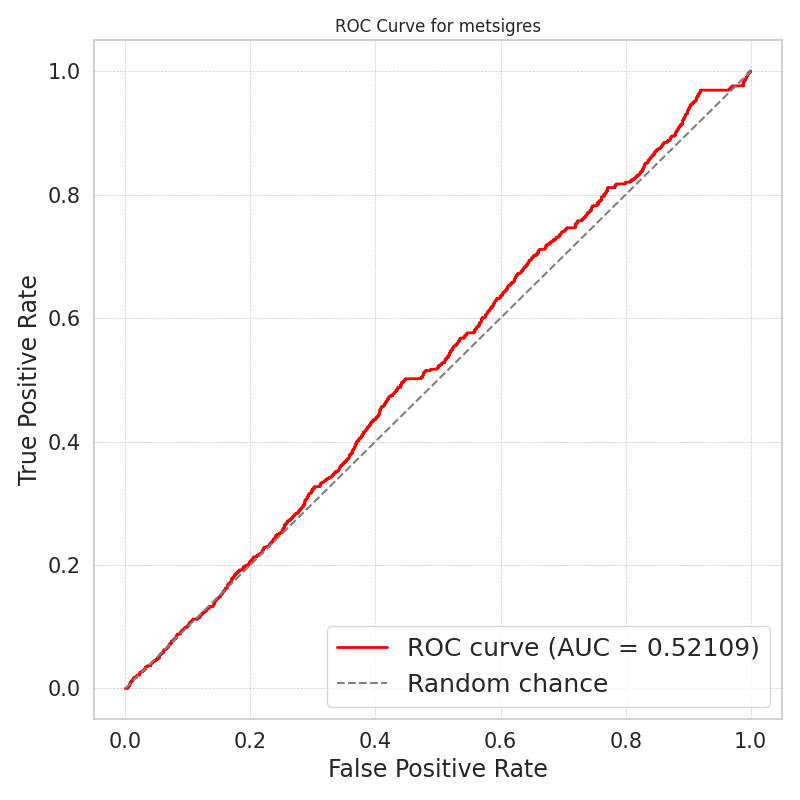 ROC Curve for metsigres
True Positive Rate
1.0
0.8
0.6
0.4
0.2
0.0
ROC curve (AUC = 0.52109)
Random chance
0.0 0.2 0.4 0.6 0.8 1.0
False Positive Rate